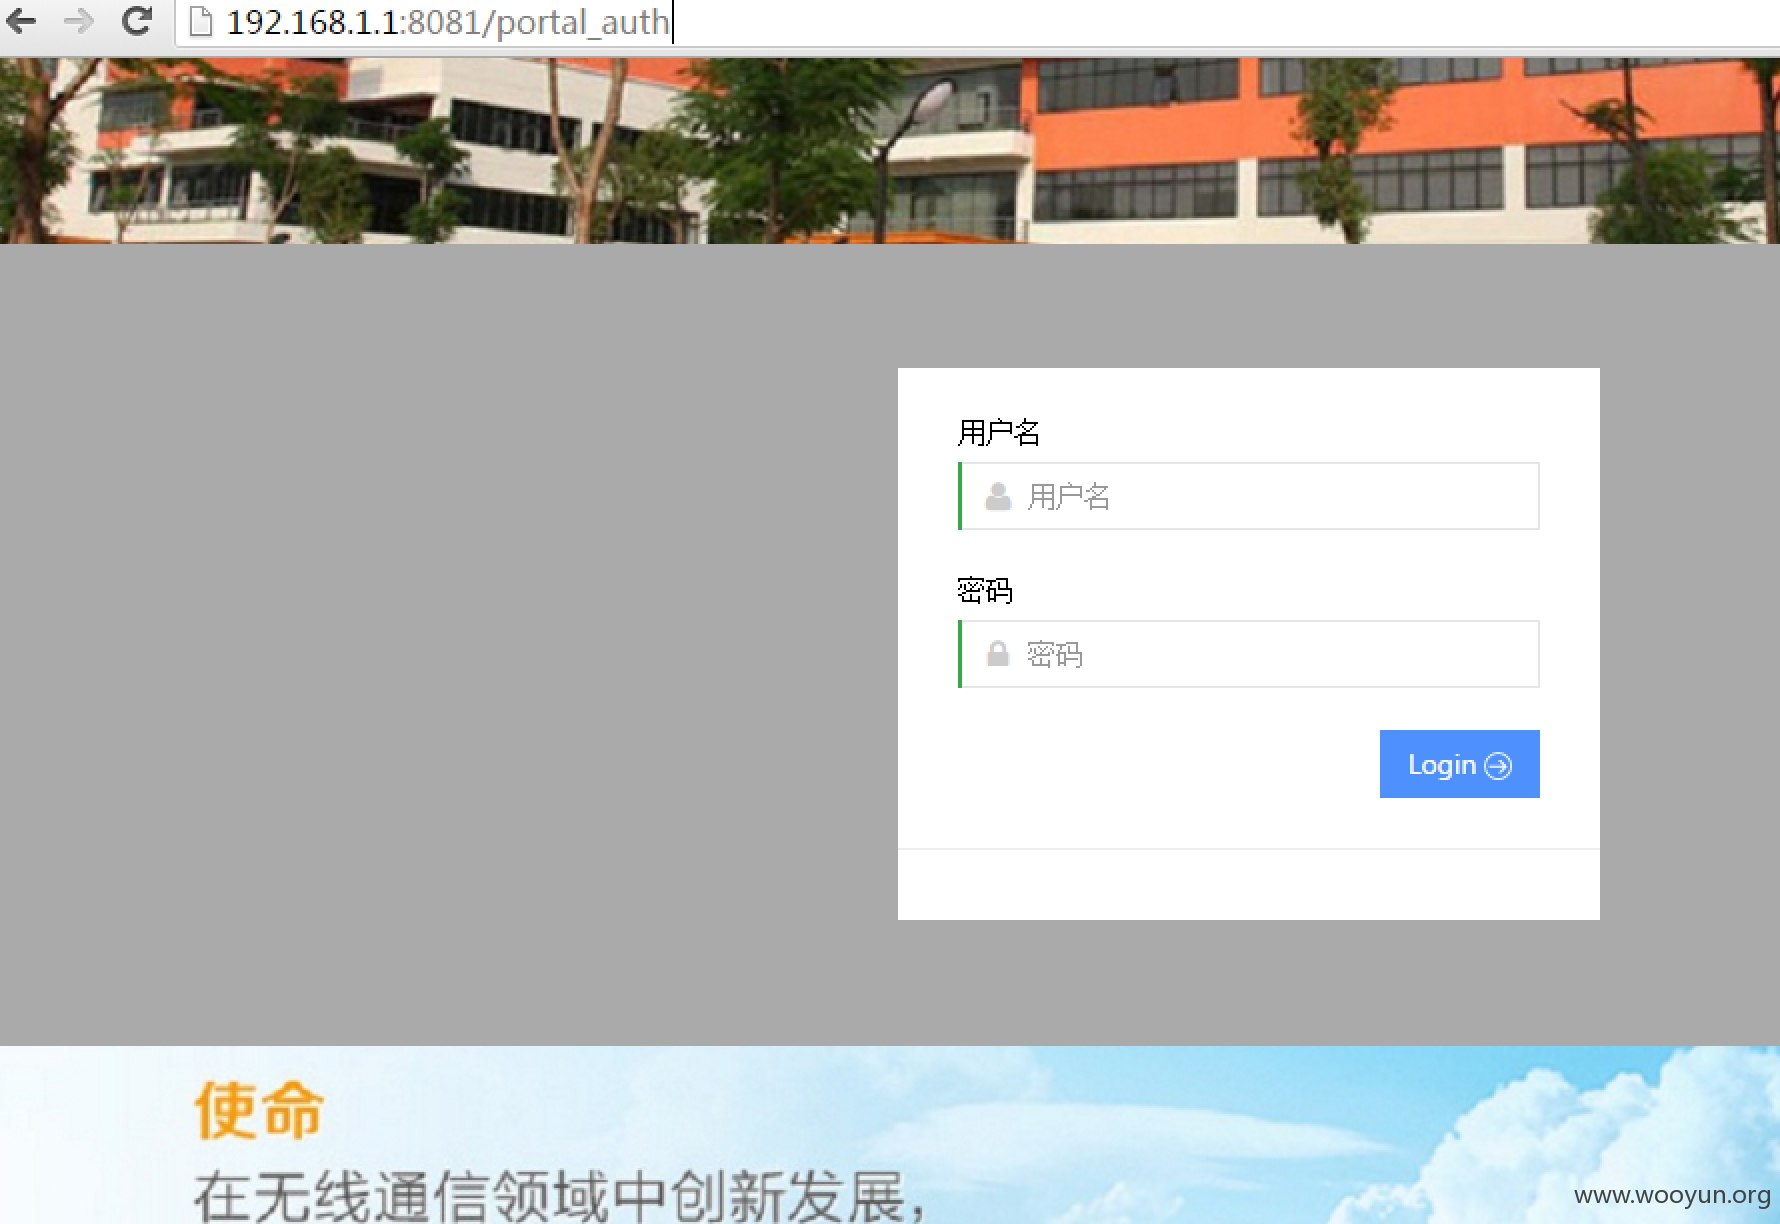 192.168.1.1:8081/portal_auth
用户名
用户名
密码
密码
Login
使命
在无线通信领域中创新发展，
www.wooyun.org